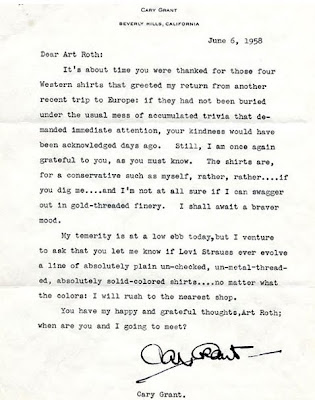 CARY GRANT
BEVERLY HILLS, CALIFORNIA
June 6, 1958
Dear Art Roth:
It's about time you were thanked for those four
Western shirts that greeted my return from another
recent trip to Europe: if they had not been buried
under the usual mess of accumulated trivia that de-
manded immediate attention, your kindness would have
been acknowledged days ago. Still, I am once again
grateful to you, as you must know. The shirts are,
for a conservative such as myself, rather, rather....if
you dig me....and I'm not at all sure if I can swagger
out in gold-threaded finery. I shall await a braver
mood.
My temerity is at low ebb today,but I venture
to ask that you let me know if Levi Strauss ever evolve
a line of absolutely plain un-checked, un-metal-thread-
ed, absolutely solid-colored shirts....no matter what
the colors: I will rush to the nearest shop.
You have my happy and grateful thoughts,Art Roth;
when are you and I going to meet?
Cary Grant
Cary Grant.